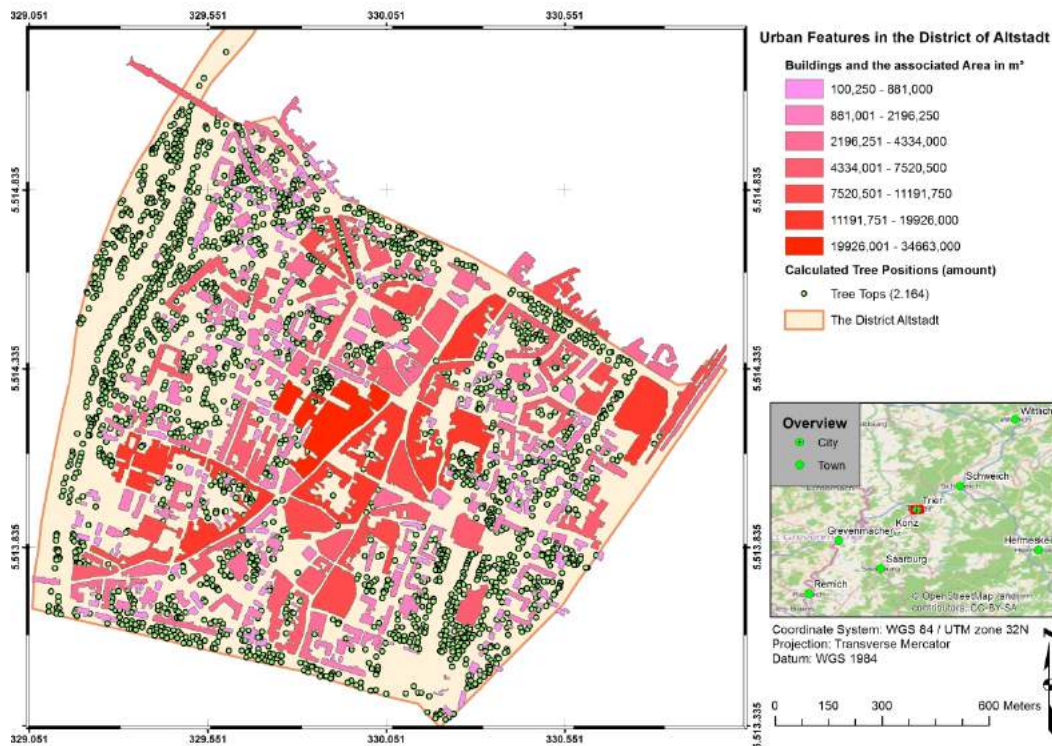 329.051 329.551 330.051 330.551
5.514.835
5.514.335
5.513.835
5.513.335
5.514.835
5.514.335
5.513.835
329.051 329.551 330.051 330.551
Urban Features in the District of Altstadt
Buildings and the associated Area in m²
100,250 - 881,000
881,001 - 2196,250
2196,251 - 4334,000
4334,001 - 7520,500
7520,501 - 11191,750
11191,751 - 19926,000
19926,001 - 34663,000
Calculated Tree Positions (amount)
Tree Tops (2.164)
The District Altstadt
Overview
City
Town
Wittlich
Schweich
Trier
Konz
Grevenmacher
Hermeskeil
Saarburg
Remich
© OpenStreetMap (and)
contributors, CC-BY-SA
Coordinate System: WGS 84 / UTM zone 32N
Projection: Transverse Mercator
Datum: WGS 1984
0 150 300 600 Meters